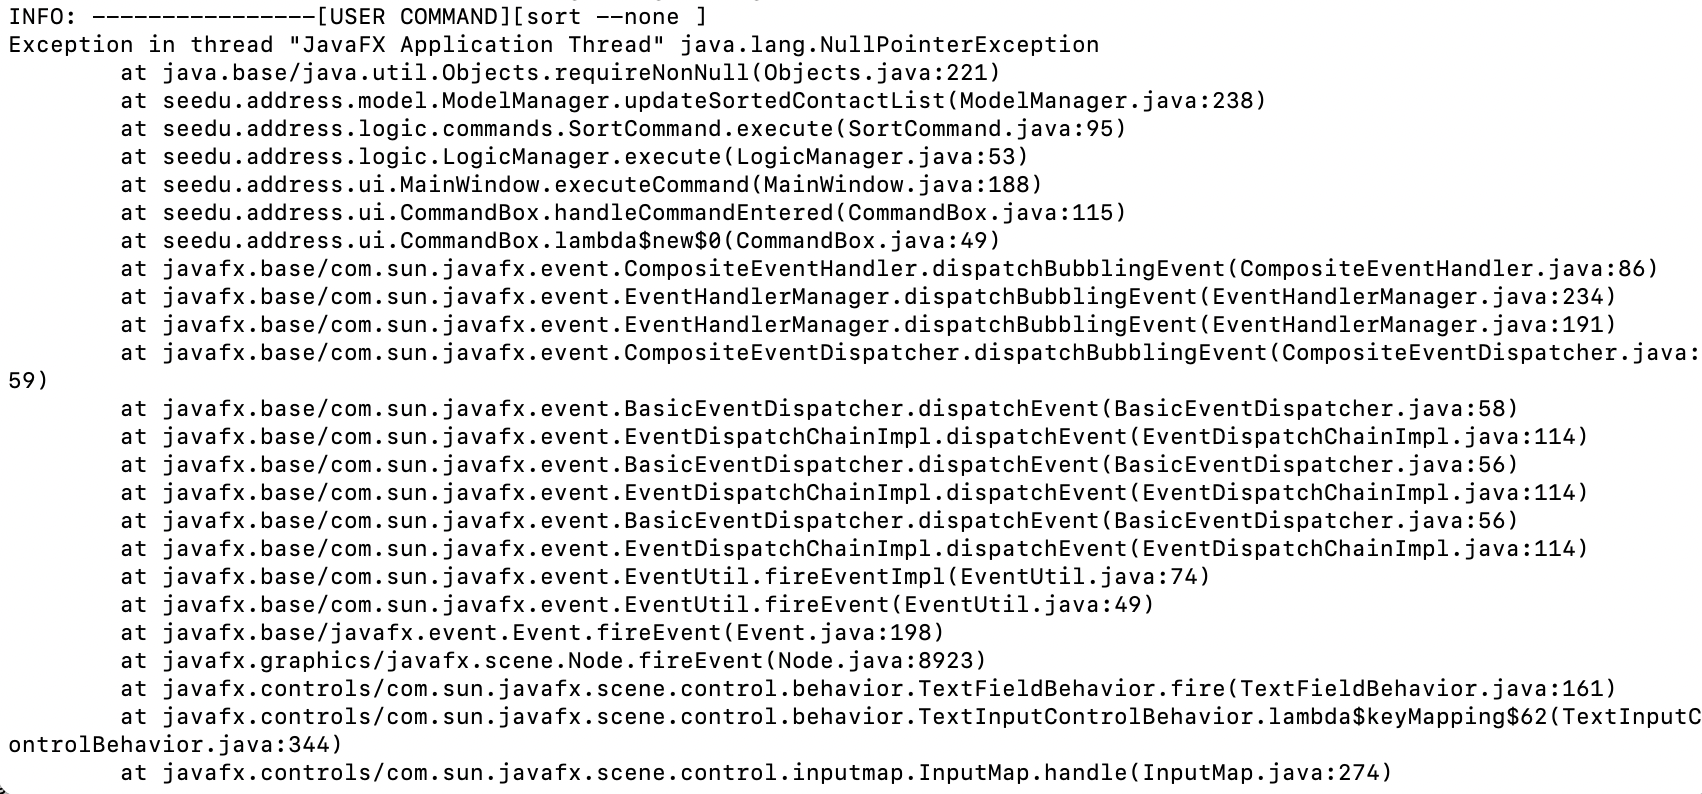 INFO: ----------------[USER COMMAND][sort --none ]
Exception in thread "JavaFX Application Thread" java.lang.NullPointerException
        at java.base/java.util.Objects.requireNonNull(Objects.java:221)
        at seedu.address.model.ModelManager.updateSortedContactList(ModelManager.java:238)
        at seedu.address.logic.commands.SortCommand.execute(SortCommand.java:95)
        at seedu.address.logic.LogicManager.execute(LogicManager.java:53)
        at seedu.address.ui.MainWindow.executeCommand(MainWindow.java:188)
        at seedu.address.ui.CommandBox.handleCommandEntered(CommandBox.java:115)
        at seedu.address.ui.CommandBox.lambda$new$0(CommandBox.java:49)
        at javafx.base/com.sun.javafx.event.CompositeEventHandler.dispatchBubblingEvent(CompositeEventHandler.java:86)
        at javafx.base/com.sun.javafx.event.EventHandlerManager.dispatchBubblingEvent(EventHandlerManager.java:234)
        at javafx.base/com.sun.javafx.event.EventHandlerManager.dispatchBubblingEvent(EventHandlerManager.java:191)
        at javafx.base/com.sun.javafx.event.CompositeEventDispatcher.dispatchBubblingEvent(CompositeEventDispatcher.java:
59)
        at javafx.base/com.sun.javafx.event.BasicEventDispatcher.dispatchEvent(BasicEventDispatcher.java:58)
        at javafx.base/com.sun.javafx.event.EventDispatchChainImpl.dispatchEvent(EventDispatchChainImpl.java:114)
        at javafx.base/com.sun.javafx.event.BasicEventDispatcher.dispatchEvent(BasicEventDispatcher.java:56)
        at javafx.base/com.sun.javafx.event.EventDispatchChainImpl.dispatchEvent(EventDispatchChainImpl.java:114)
        at javafx.base/com.sun.javafx.event.BasicEventDispatcher.dispatchEvent(BasicEventDispatcher.java:56)
        at javafx.base/com.sun.javafx.event.EventDispatchChainImpl.dispatchEvent(EventDispatchChainImpl.java:114)
        at javafx.base/com.sun.javafx.event.EventUtil.fireEventImpl(EventUtil.java:74)
        at javafx.base/com.sun.javafx.event.EventUtil.fireEvent(EventUtil.java:49)
        at javafx.base/javafx.event.Event.fireEvent(Event.java:198)
        at javafx.graphics/javafx.scene.Node.fireEvent(Node.java:8923)
        at javafx.controls/com.sun.javafx.scene.control.behavior.TextFieldBehavior.fire(TextFieldBehavior.java:161)
        at javafx.controls/com.sun.javafx.scene.control.behavior.TextInputControlBehavior.lambda$keyMapping$62(TextInputC
ontrolBehavior.java:344)
        at javafx.controls/com.sun.javafx.scene.control.inputmap.InputMap.handle(InputMap.java:274)